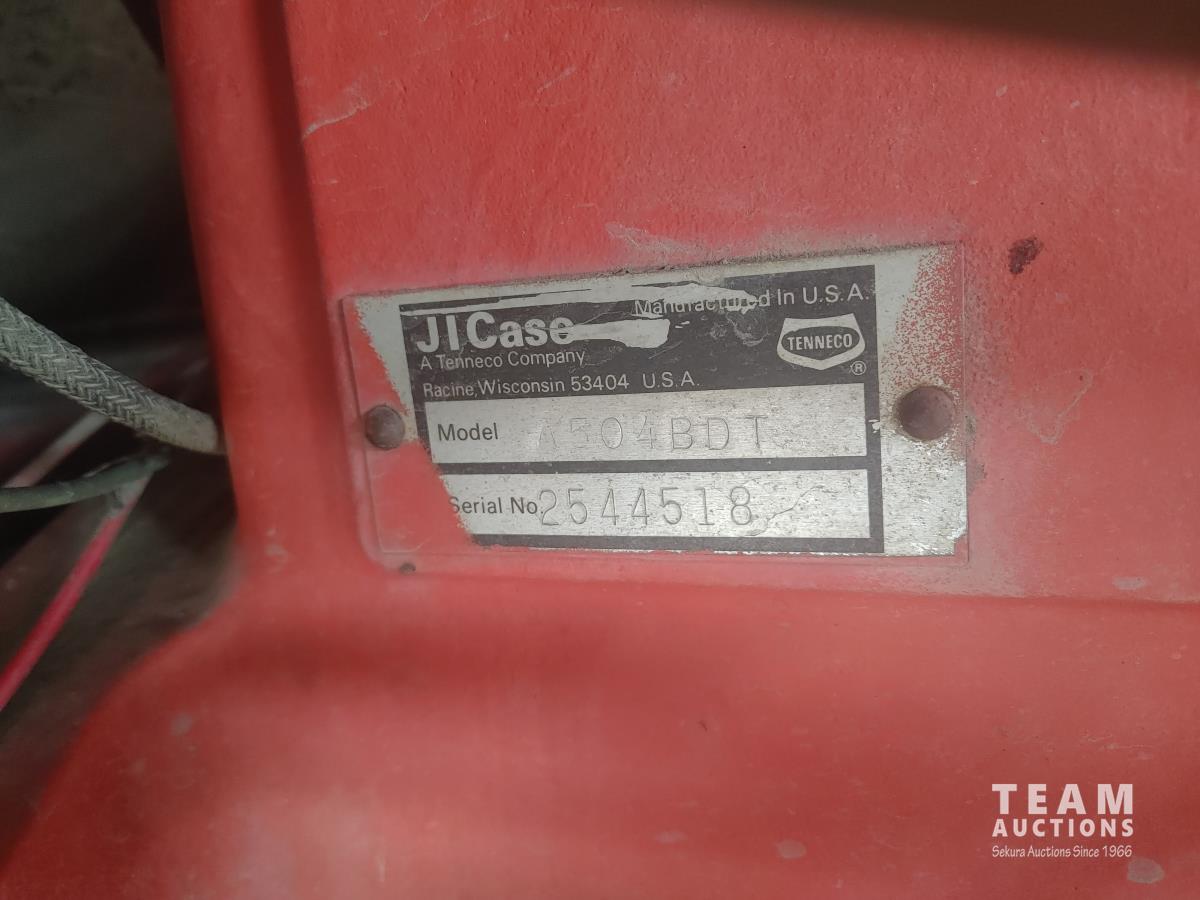 Manufactured In U.S.A.
JI Case
A Tenneco Company
TENNECO
®
Racine, Wisconsin 53404 U.S.A.
Model A504BDT
Serial No. 2544518
TEAM
AUCTIONS
Sekura Auctions Since 1966